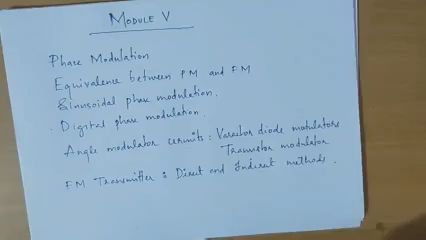 MODULE V
Phase Modulation
Equivalence between PM and FM
Sinusoidal phase modulation.
. Digital phase modulation.
Angle modulator circuits : Varactor diode modulators
Transistor modulator
FM Transmitter : Direct and Indirect methods.